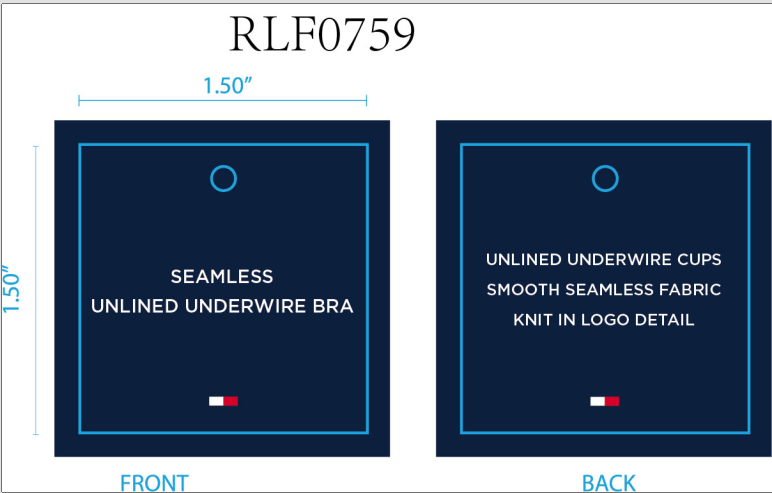 RLF0759
1.50"
1.50"
SEAMLESS
UNLINED UNDERWIRE BRA
FRONT
UNLINED UNDERWIRE CUPS
SMOOTH SEAMLESS FABRIC
KNIT IN LOGO DETAIL
BACK